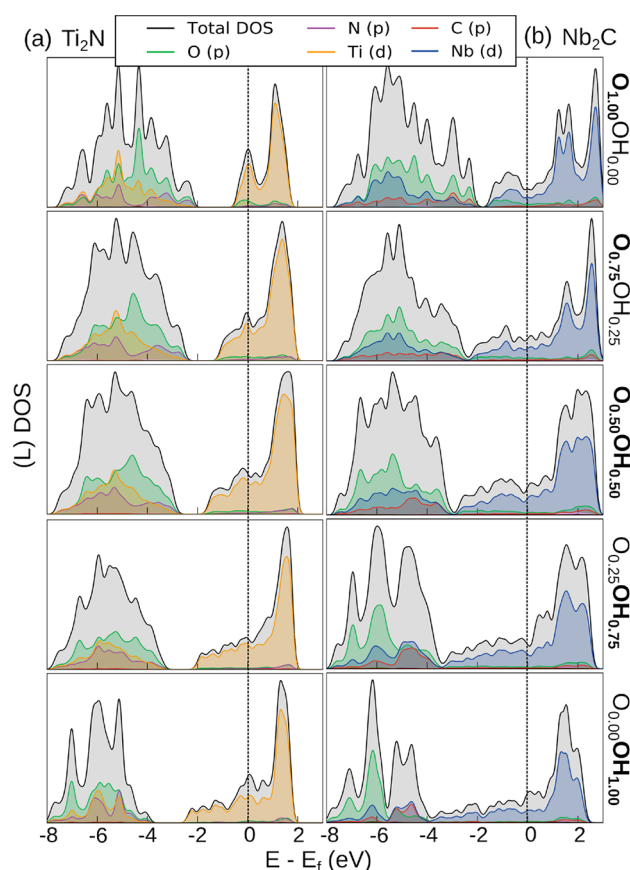 (a) Ti₂N
Total DOS
O (p)
N (p)
Ti (d)
C (p)
Nb (d)
(b) Nb₂C
O₁.₀₀OH₀.₀₀
O₀.₇₅OH₀.₂₅
O₀.₅₀OH₀.₅₀
O₀.₂₅OH₀.₇₅
O₀.₀₀OH₁.₀₀
(L) DOS
-8 -6 -4 -2 0 2 -8 -6 -4 -2 0 2
E - E_f (eV)